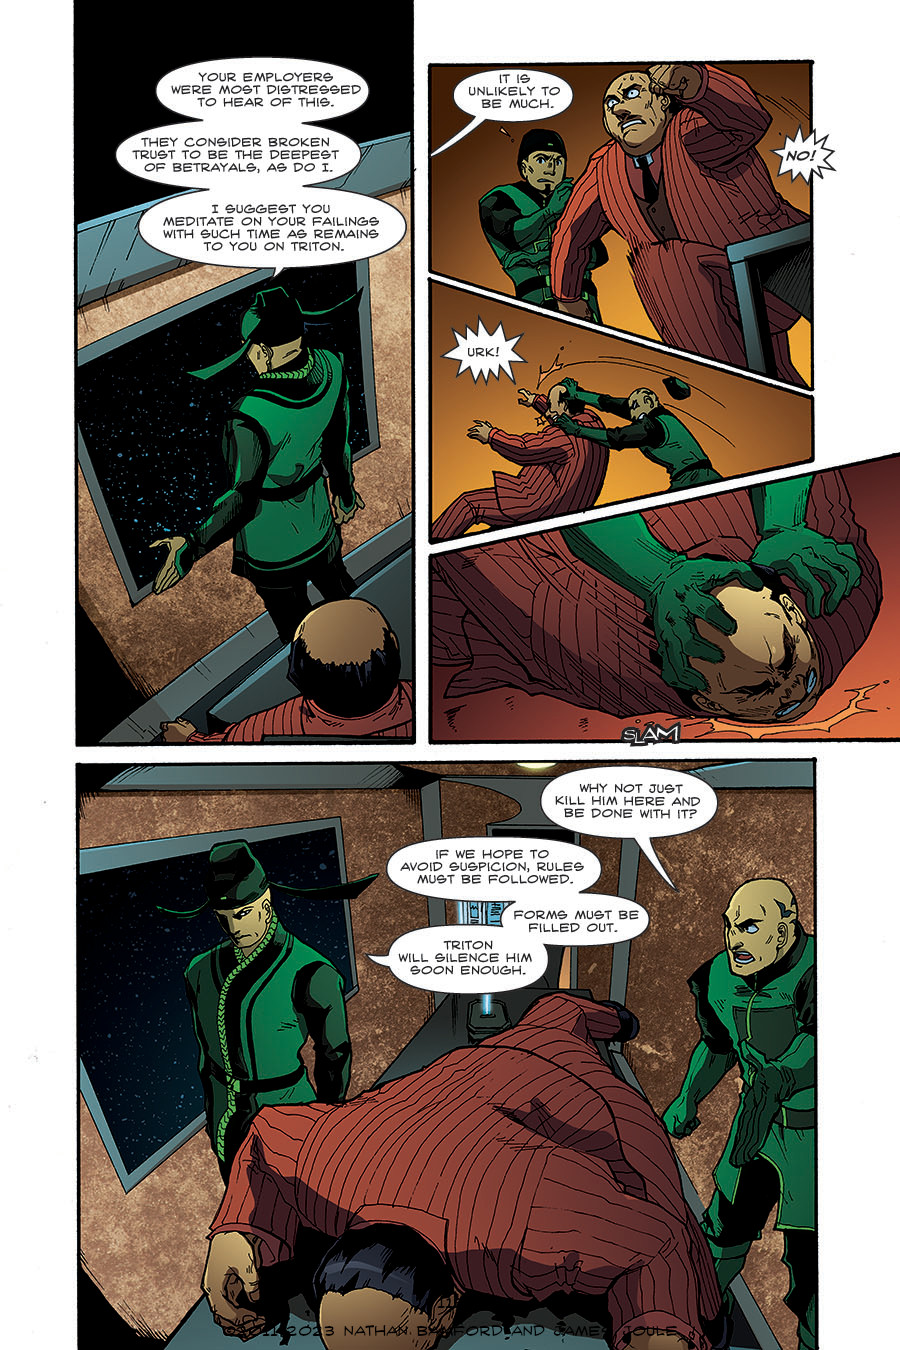 YOUR EMPLOYERS
WERE MOST DISTRESSED
TO HEAR OF THIS.
THEY CONSIDER BROKEN
TRUST TO BE THE DEEPEST
OF BETRAYALS, AS DO I.
I SUGGEST YOU
MEDITATE ON YOUR FAILINGS
WITH SUCH TIME AS REMAINS
TO YOU ON TRITON.
IT IS
UNLIKELY TO
BE MUCH.
NO!
URK!
SLAM
WHY NOT JUST
KILL HIM HERE AND
BE DONE WITH IT?
IF WE HOPE TO
AVOID SUSPICION, RULES
MUST BE FOLLOWED.
FORMS MUST BE
FILLED OUT.
TRITON
WILL SILENCE HIM
SOON ENOUGH.
11
2023 NATHAN BAMFORD AND JAMES JOULE